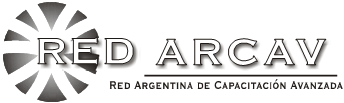 RED ARCAV
RED ARGENTINA DE CAPACITACIÓN AVANZADA